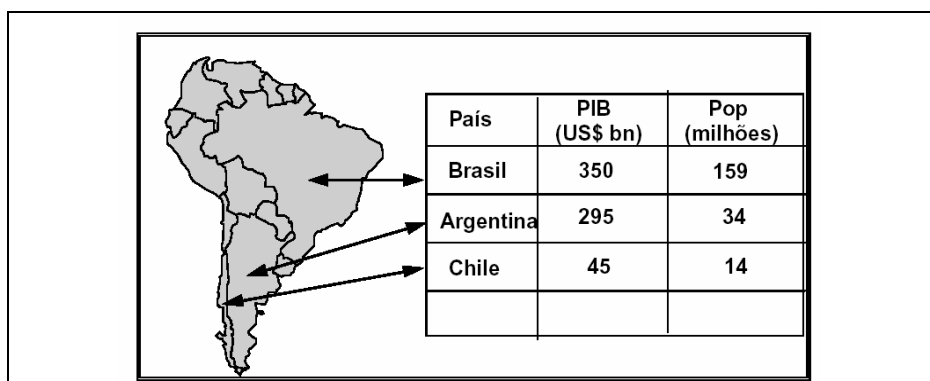 País PIB (US$ bn) Pop (milhões)
Brasil 350 159
Argentina 295 34
Chile 45 14